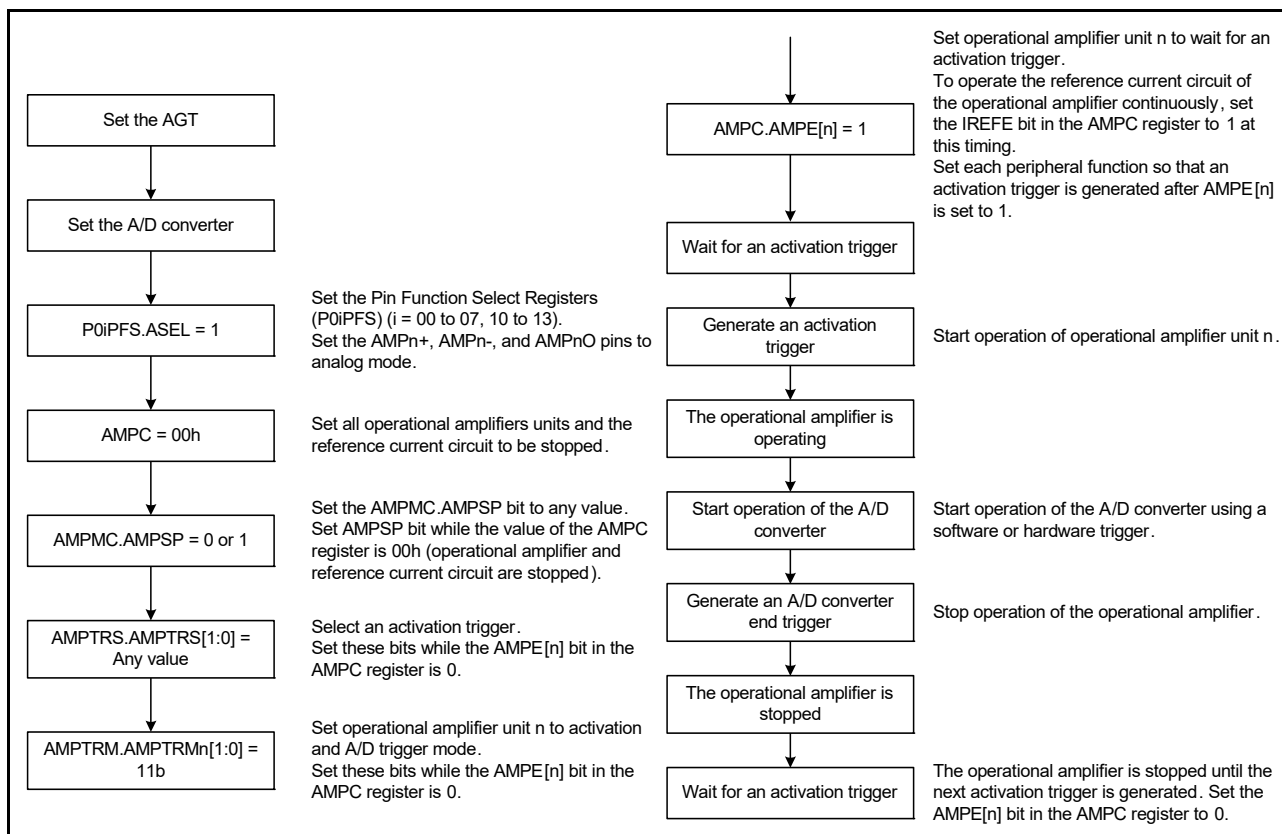 Set the AGT
Set the A/D converter
P0iPFS.ASEL = 1
Set the Pin Function Select Registers
(P0iPFS) (i = 00 to 07, 10 to 13).
Set the AMPn+, AMPn-, and AMPnO pins to
analog mode.
AMPC = 00h
Set all operational amplifiers units and the
reference current circuit to be stopped.
AMPMC.AMPSP = 0 or 1
Set the AMPMC.AMPSP bit to any value.
Set AMPSP bit while the value of the AMPC
register is 00h (operational amplifier and
reference current circuit are stopped).
AMPTRS.AMPTRS[1:0] =
Any value
Select an activation trigger.
Set these bits while the AMPE[n] bit in the
AMPC register is 0.
AMPTRM.AMPTRMn[1:0] =
11b
Set operational amplifier unit n to activation
and A/D trigger mode.
Set these bits while the AMPE[n] bit in the
AMPC register is 0.
AMPC.AMPE[n] = 1
Set operational amplifier unit n to wait for an
activation trigger.
To operate the reference current circuit of
the operational amplifier continuously, set
the IREFE bit in the AMPC register to 1 at
this timing.
Set each peripheral function so that an
activation trigger is generated after AMPE[n]
is set to 1.
Wait for an activation trigger
Generate an activation
trigger
Start operation of operational amplifier unit n.
The operational amplifier is
operating
Start operation of the A/D
converter
Start operation of the A/D converter using a
software or hardware trigger.
Generate an A/D converter
end trigger
Stop operation of the operational amplifier.
The operational amplifier is
stopped
Wait for an activation trigger
The operational amplifier is stopped until the
next activation trigger is generated. Set the
AMPE[n] bit in the AMPC register to 0.